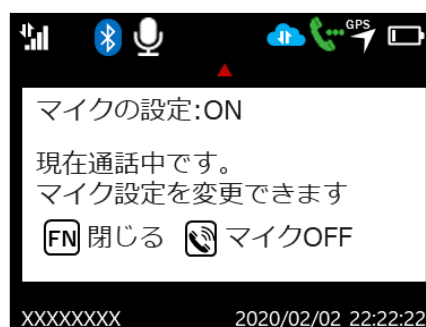 GPS
マイクの設定:ON
現在通話中です。
マイク設定を変更できます
FN 閉じる マイクOFF
XXXXXXXX 2020/02/02 22:22:22